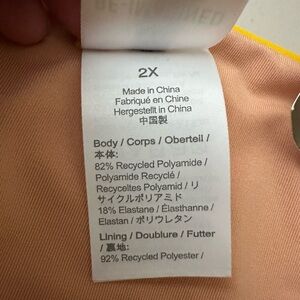 2X
Made in China
Fabriqué en Chine
Hergestellt in China
中国製
Body / Corps / Obertell /
本体:
82% Recycled Polyamide /
Polyamide Recyclé /
Recyceltes Polyamid / リ
サイクルポリアミド
18% Elastane / Élasthanne /
Elastan / ポリウレタン
Lining / Doublure / Futter
/ 裏地:
92% Recycled Polyester /